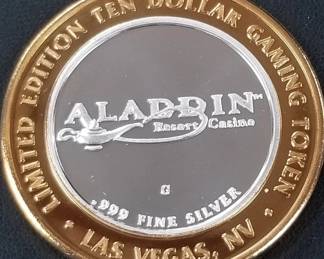 LIMITED EDITION TEN DOLLAR GAMING TOKEN
ALADDIN™
Resort Casino
G
.999 FINE SILVER
• LAS VEGAS, NV •